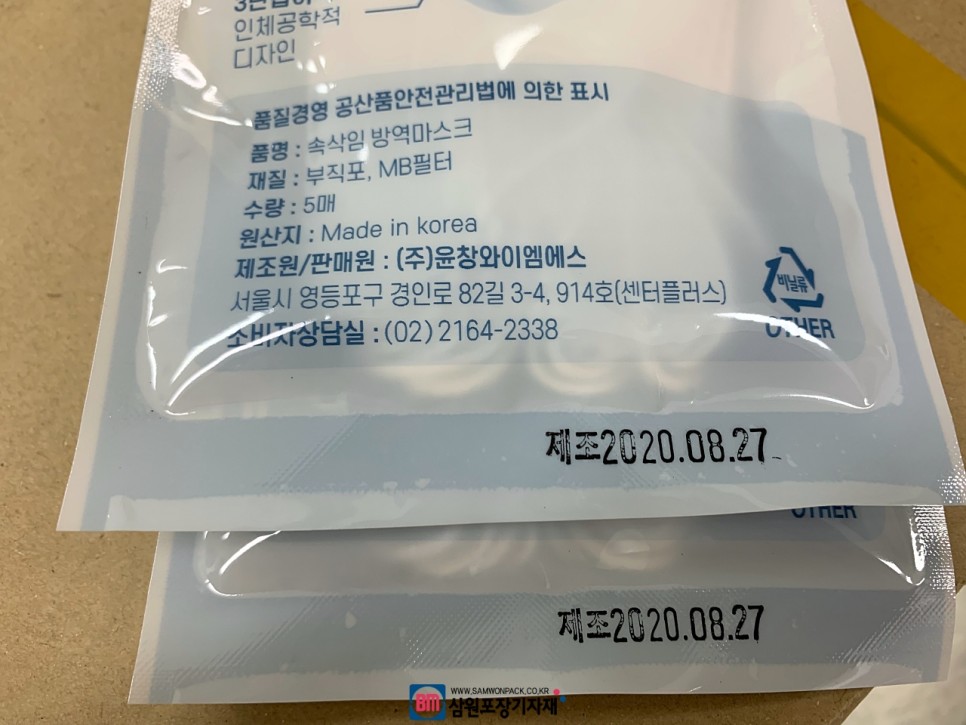 인체공학적
디자인
품질경영 공산품안전관리법에 의한 표시
품명 : 속삭임 방역마스크
재질 : 부직포, MB필터
수량 : 5매
원산지 : Made in korea
제조원/판매원 : (주)윤창와이엠에스
서울시 영등포구 경인로 82길 3-4, 914호(센터플러스)
소비자상담실 : (02) 2164-2338
비닐류
OTHER
제조2020.08.27
OTHER
제조2020.08.27
BM
WWW.SAMWONPACK.CO.KR
삼원포장기자재